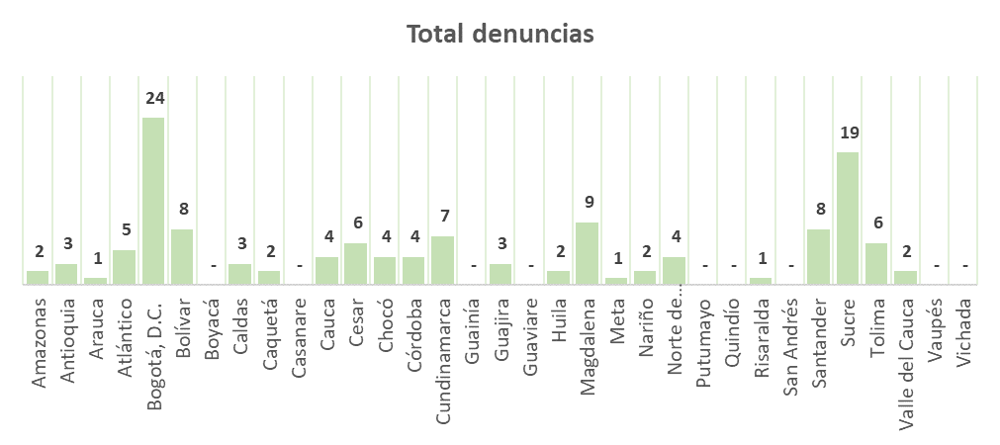 Total denuncias
2
3
1
5
24
8
-
3
2
-
4
6
4
4
7
-
3
-
2
9
1
2
4
-
-
1
-
8
19
6
2
-
-
Amazonas
Antioquia
Arauca
Atlántico
Bogotá, D.C.
Bolívar
Boyacá
Caldas
Caquetá
Casanare
Cauca
Cesar
Chocó
Córdoba
Cundinamarca
Guainía
Guajira
Guaviare
Huila
Magdalena
Meta
Nariño
Norte de...
Putumayo
Quindío
Risaralda
San Andrés
Santander
Sucre
Tolima
Valle del Cauca
Vaupés
Vichada